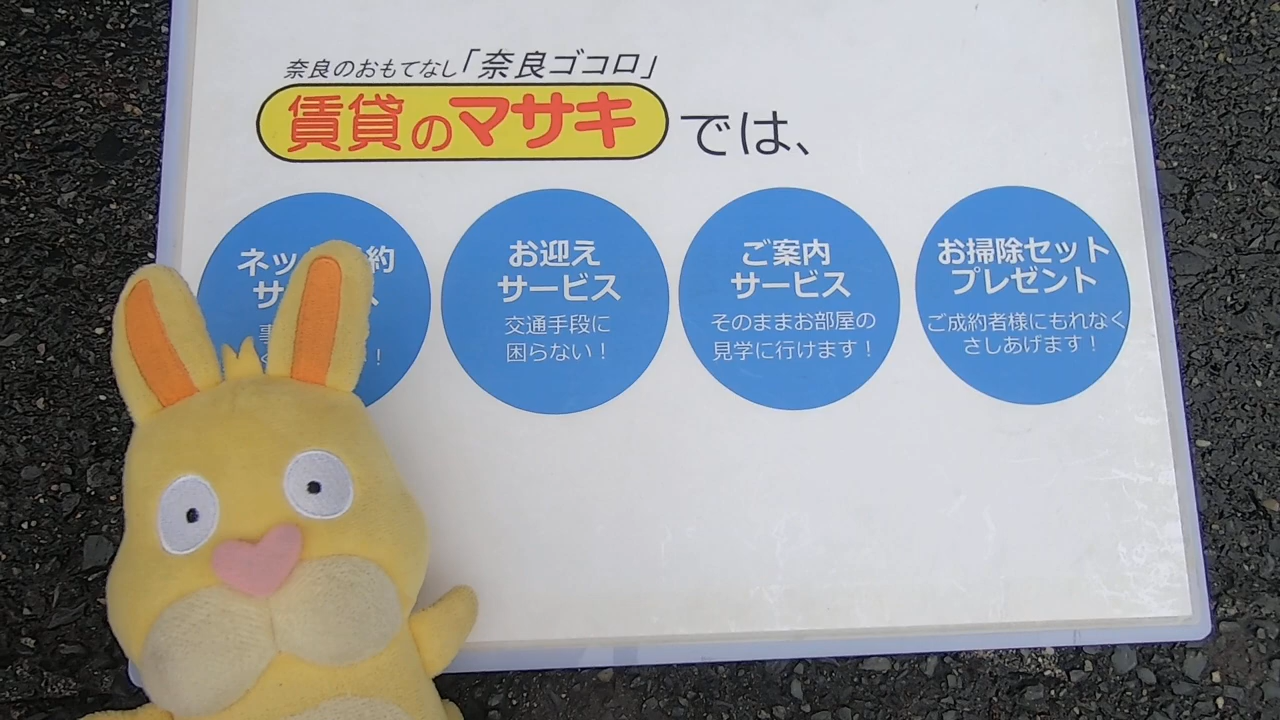 奈良のおもてなし「奈良ゴコロ」
賃貸のマサキでは、
ネッ 約
サ ス
！
お迎え
サービス
交通手段に
困らない！
ご案内
サービス
そのままお部屋の
見学に行けます！
お掃除セット
プレゼント
ご成約者様にもれなく
さしあげます！